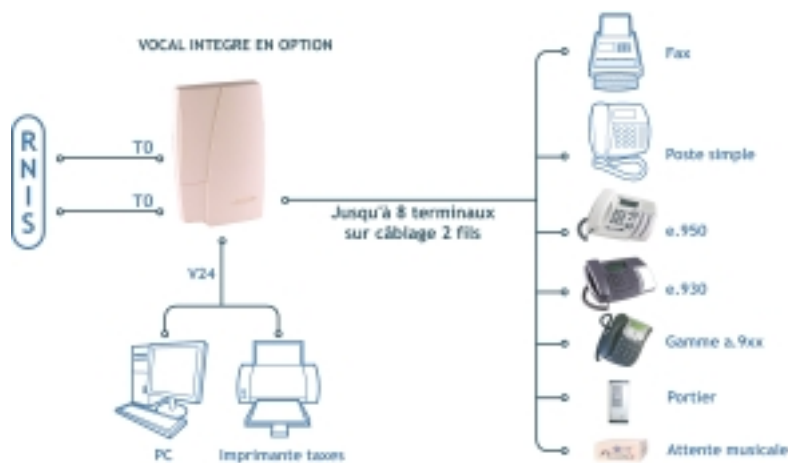 VOCAL INTEGRE EN OPTION
RNIS
T0
T0
Jusqu'à 8 terminaux
sur câblage 2 fils
V24
PC
Imprimante taxes
Fax
Poste simple
e.950
e.930
Gamme a.9xx
Portier
Attente musicale